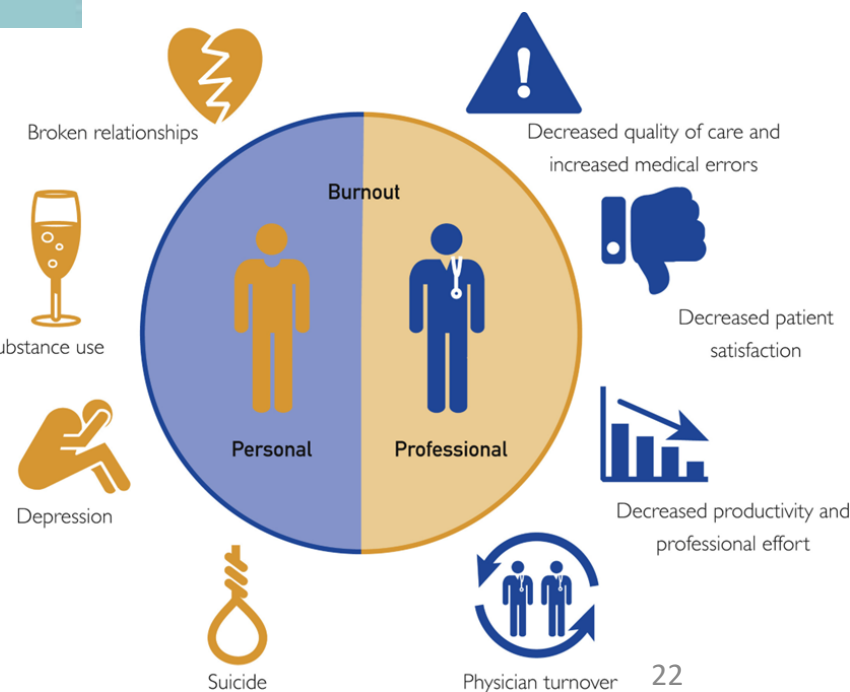 Broken relationships
Decreased quality of care and
increased medical errors
Burnout
Decreased patient
satisfaction
ubstance use
Personal
Professional
Depression
Decreased productivity and
professional effort
Suicide
Physician turnover
22